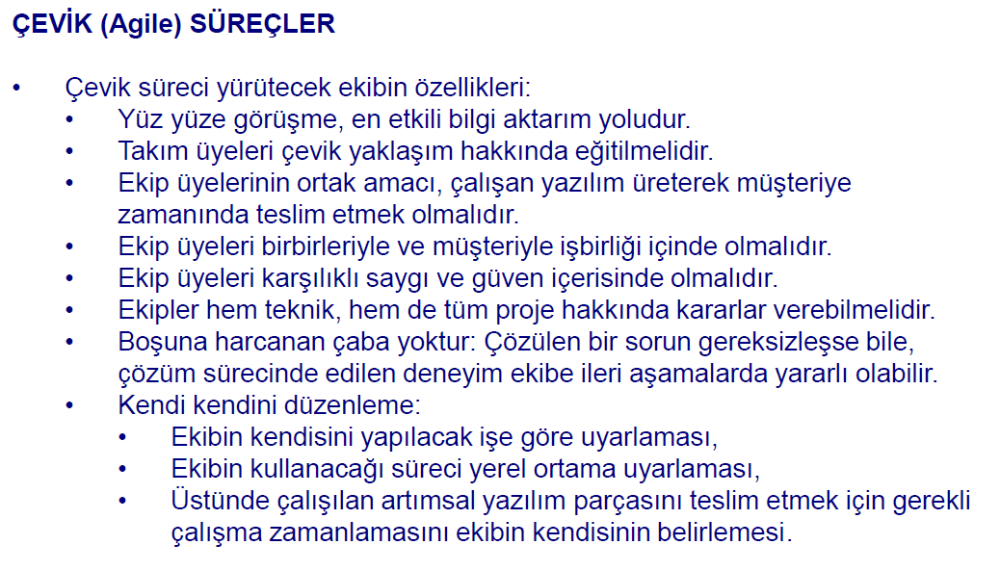 ÇEVİK (Agile) SÜREÇLER
• Çevik süreci yürütecek ekibin özellikleri:
• Yüz yüze görüşme, en etkili bilgi aktarım yoludur.
• Takım üyeleri çevik yaklaşım hakkında eğitilmelidir.
• Ekip üyelerinin ortak amacı, çalışan yazılım üreterek müşteriye
zamanında teslim etmek olmalıdır.
• Ekip üyeleri birbirleriyle ve müşteriyle işbirliği içinde olmalıdır.
• Ekip üyeleri karşılıklı saygı ve güven içerisinde olmalıdır.
• Ekipler hem teknik, hem de tüm proje hakkında kararlar verebilmelidir.
• Boşuna harcanan çaba yoktur: Çözülen bir sorun gereksizleşse bile,
çözüm sürecinde edilen deneyim ekibe ileri aşamalarda yararlı olabilir.
• Kendi kendini düzenleme:
• Ekibin kendisini yapılacak işe göre uyarlaması,
• Ekibin kullanacağı süreci yerel ortama uyarlaması,
• Üstünde çalışılan artımsal yazılım parçasını teslim etmek için gerekli
çalışma zamanlamasını ekibin kendisinin belirlemesi.